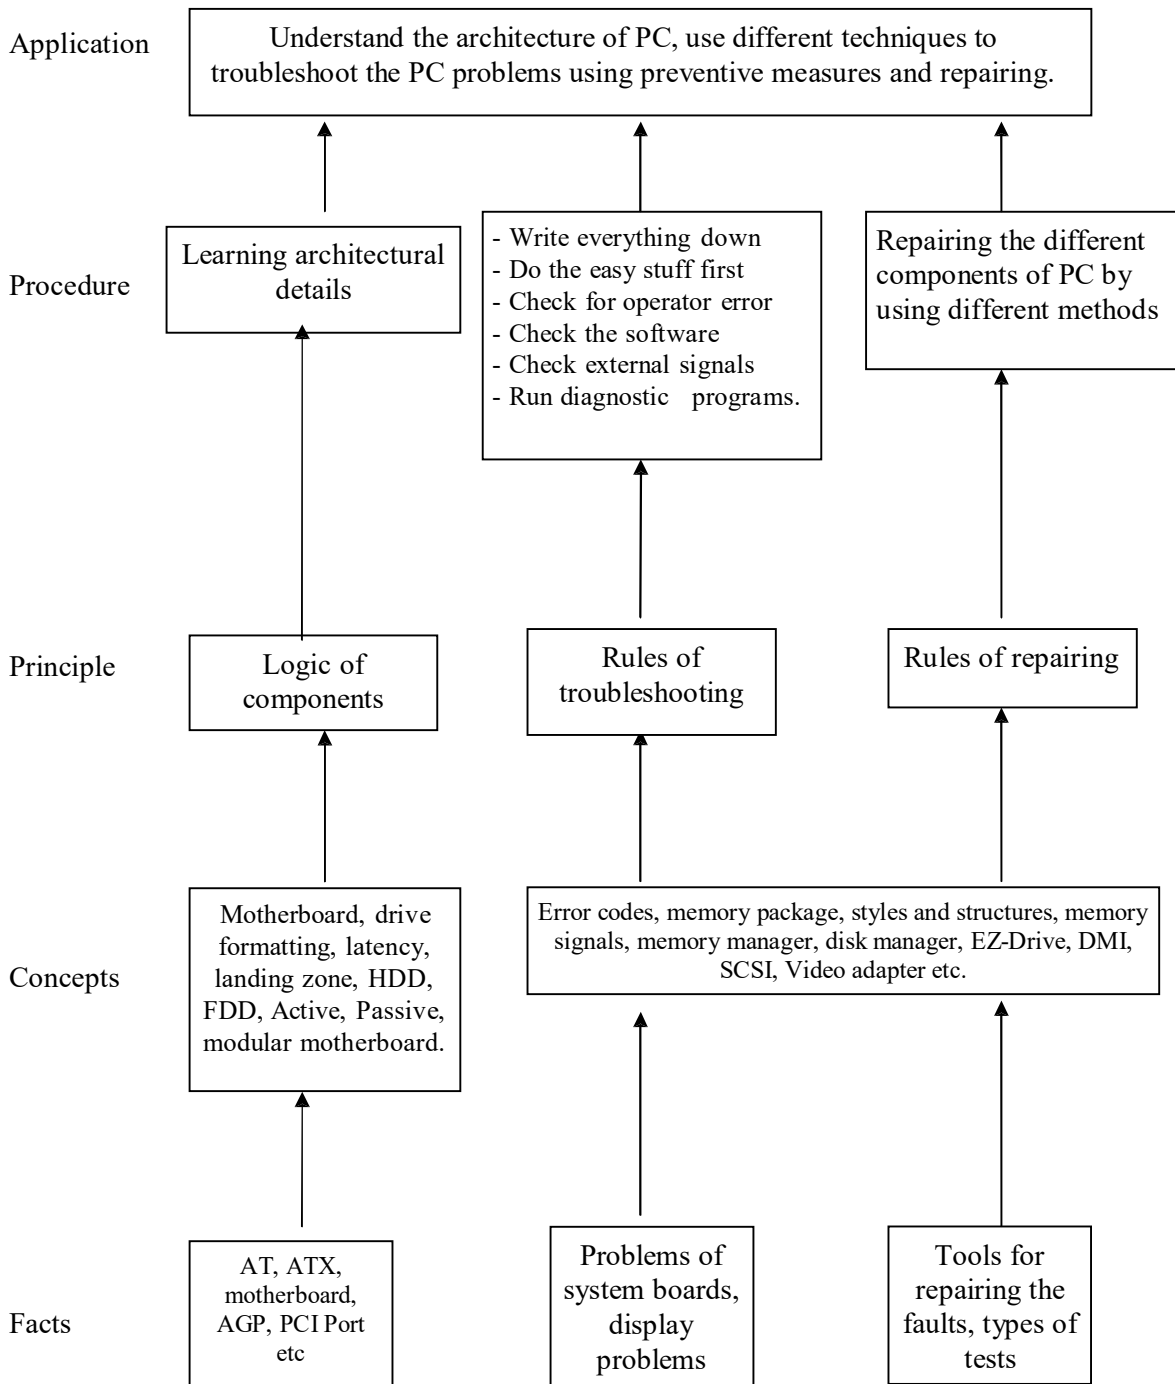 Application
Understand the architecture of PC, use different techniques to
troubleshoot the PC problems using preventive measures and repairing.
Procedure
Learning architectural
details
- Write everything down
- Do the easy stuff first
- Check for operator error
- Check the software
- Check external signals
- Run diagnostic programs.
Repairing the different
components of PC by
using different methods
Principle
Logic of
components
Rules of
troubleshooting
Rules of repairing
Concepts
Motherboard, drive
formatting, latency,
landing zone, HDD,
FDD, Active, Passive,
modular motherboard.
Error codes, memory package, styles and structures, memory
signals, memory manager, disk manager, EZ-Drive, DMI,
SCSI, Video adapter etc.
Facts
AT, ATX,
motherboard,
AGP, PCI Port
etc
Problems of
system boards,
display
problems
Tools for
repairing the
faults, types of
tests